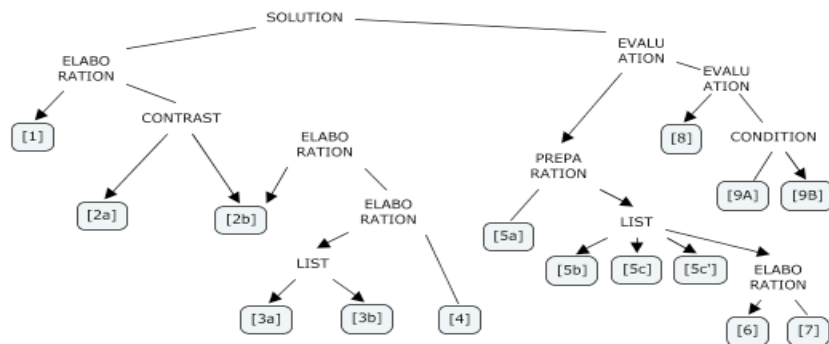 SOLUTION
ELABO
RATION
EVALU
ATION
EVALU
ATION
[1]
CONTRAST
ELABO
RATION
[8]
CONDITION
PREPA
RATION
[2a]
[2b]
ELABO
RATION
[9A]
[9B]
[5a]
LIST
LIST
[5b]
[5c]
[5c']
ELABO
RATION
[3a]
[3b]
[4]
[6]
[7]